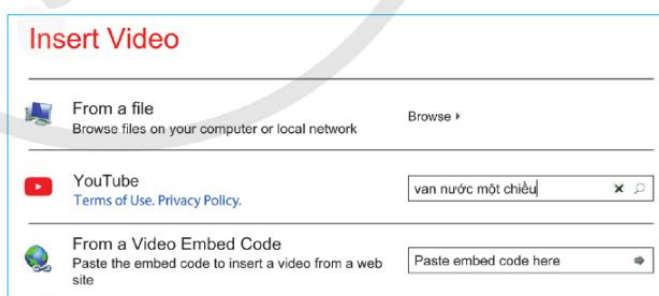 Insert Video
From a file
Browse files on your computer or local network
Browse
YouTube
Terms of Use. Privacy Policy.
van nước một chiều
From a Video Embed Code
Paste the embed code to insert a video from a web
site
Paste embed code here